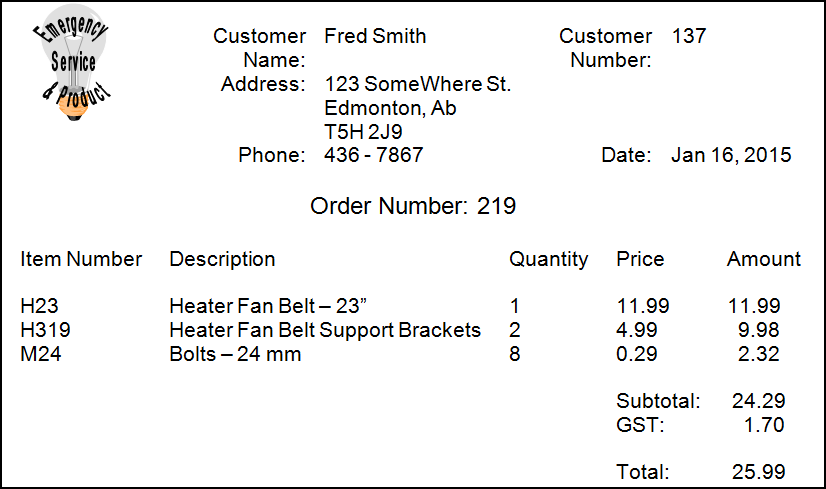 Emergency
Service
& Product
Customer Name: Fred Smith Customer Number: 137
Address: 123 SomeWhere St.
Edmonton, Ab
T5H 2J9
Phone: 436 - 7867 Date: Jan 16, 2015
Order Number: 219
Item Number Description Quantity Price Amount
H23 Heater Fan Belt – 23” 1 11.99 11.99
H319 Heater Fan Belt Support Brackets 2 4.99 9.98
M24 Bolts – 24 mm 8 0.29 2.32
Subtotal: 24.29
GST: 1.70
Total: 25.99